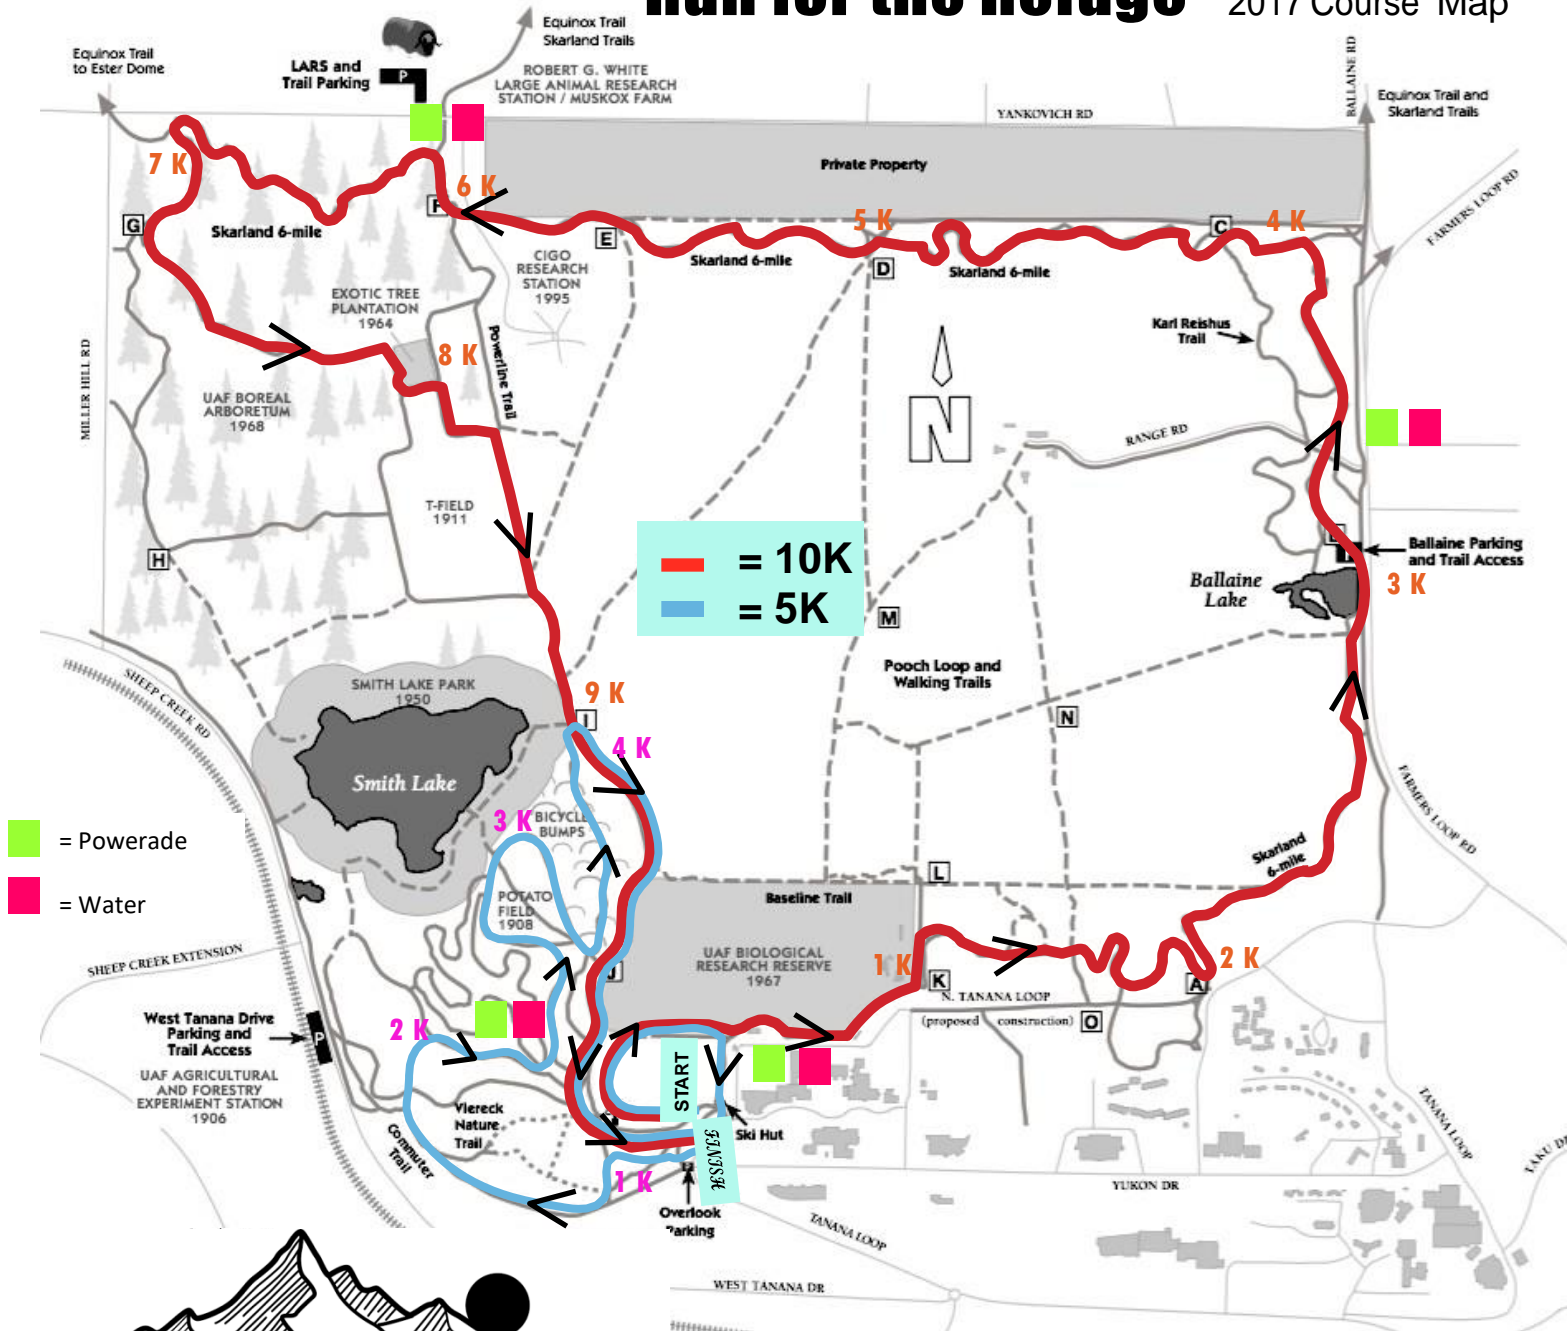 Run for the Refuge 2017 Course Map
Equinox Trail
to Ester Dome
LARS and
Trail Parking
P
Equinox Trail
Skarland Trails
ROBERT G. WHITE
LARGE ANIMAL RESEARCH
STATION / MUSKOX FARM
YANKOVICH RD
BALLAINE RD
Equinox Trail and
Skarland Trails
FARMERS LOOP RD
Private Property
7 K
6 K
F
G
Skarland 6-mile
E
CIGO
RESEARCH
STATION
1995
Skarland 6-mile
5 K
D
Skarland 6-mile
C
4 K
EXOTIC TREE
PLANTATION
1964
8 K
Powerline Trail
Karl Reishus
Trail
MILLER HILL RD
UAF BOREAL
ARBORETUM
1968
N
RANGE RD
T-FIELD
1911
H
= 10K
= 5K
Ballaine Parking
and Trail Access
Ballaine
Lake
3 K
M
Pooch Loop and
Walking Trails
N
SHEEP CREEK RD
SMITH LAKE PARK
1950
9 K
I
4 K
Smith Lake
FARMERS LOOP RD
= Powerade
= Water
3 K
BICYCLE
BUMPS
POTATO
FIELD
1908
Skarland
6-mile
L
Baseline Trail
UAF BIOLOGICAL
RESEARCH RESERVE
1967
1 K
K
2 K
A
J
N. TANANA LOOP
(proposed construction)
O
SHEEP CREEK EXTENSION
West Tanana Drive
Parking and
Trail Access
P
UAF AGRICULTURAL
AND FORESTRY
EXPERIMENT STATION
1906
2 K
START
Viereck
Nature
Trail
Commuter
Trail
Ski Hut
FINISH
1 K
Overlook
Parking
YUKON DR
TANANA LOOP
TANANA LOOP
TAKU DR
WEST TANANA DR